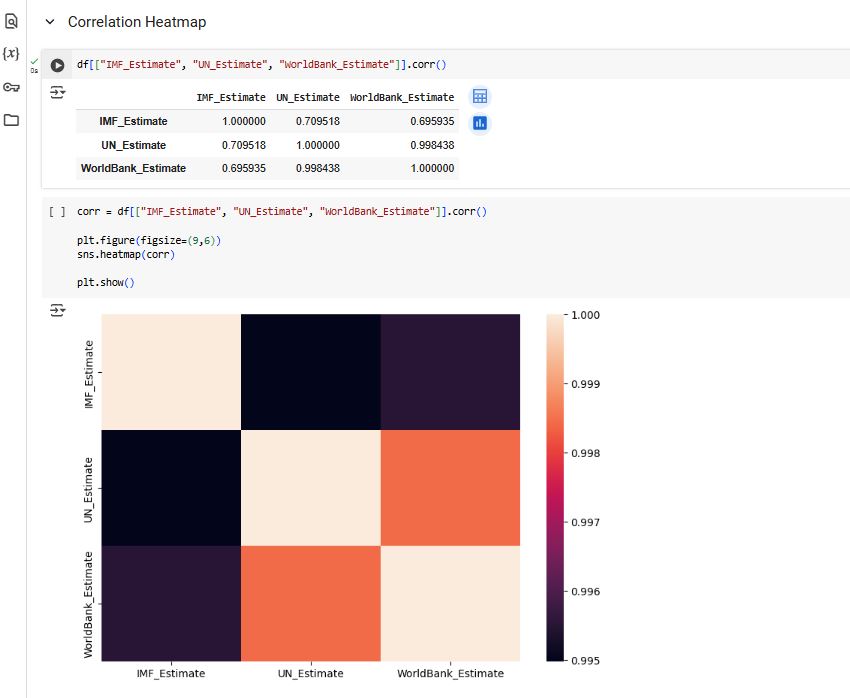 Correlation Heatmap
{x}
0s
df[["IMF_Estimate", "UN_Estimate", "WorldBank_Estimate"]].corr()
IMF_Estimate UN_Estimate WorldBank_Estimate
IMF_Estimate 1.000000 0.709518 0.695935
UN_Estimate 0.709518 1.000000 0.998438
WorldBank_Estimate 0.695935 0.998438 1.000000
[ ] corr = df[["IMF_Estimate", "UN_Estimate", "WorldBank_Estimate"]].corr()
plt.figure(figsize=(9,6))
sns.heatmap(corr)
plt.show()
IMF_Estimate
UN_Estimate
WorldBank_Estimate
IMF_Estimate UN_Estimate WorldBank_Estimate
1.000
0.999
0.998
0.997
0.996
0.995